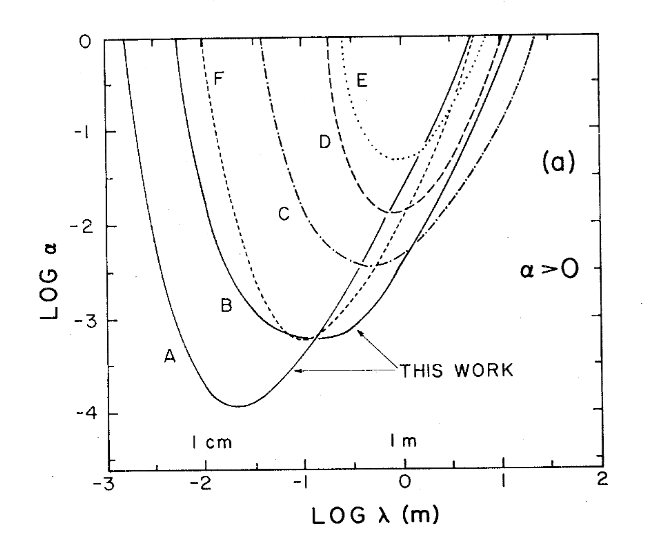 0
-1
-2
-3
-4
LOG α
F
E
D
C
B
A
(a)
α > 0
THIS WORK
1 cm
1 m
-3
-2
-1
0
1
2
LOG λ (m)